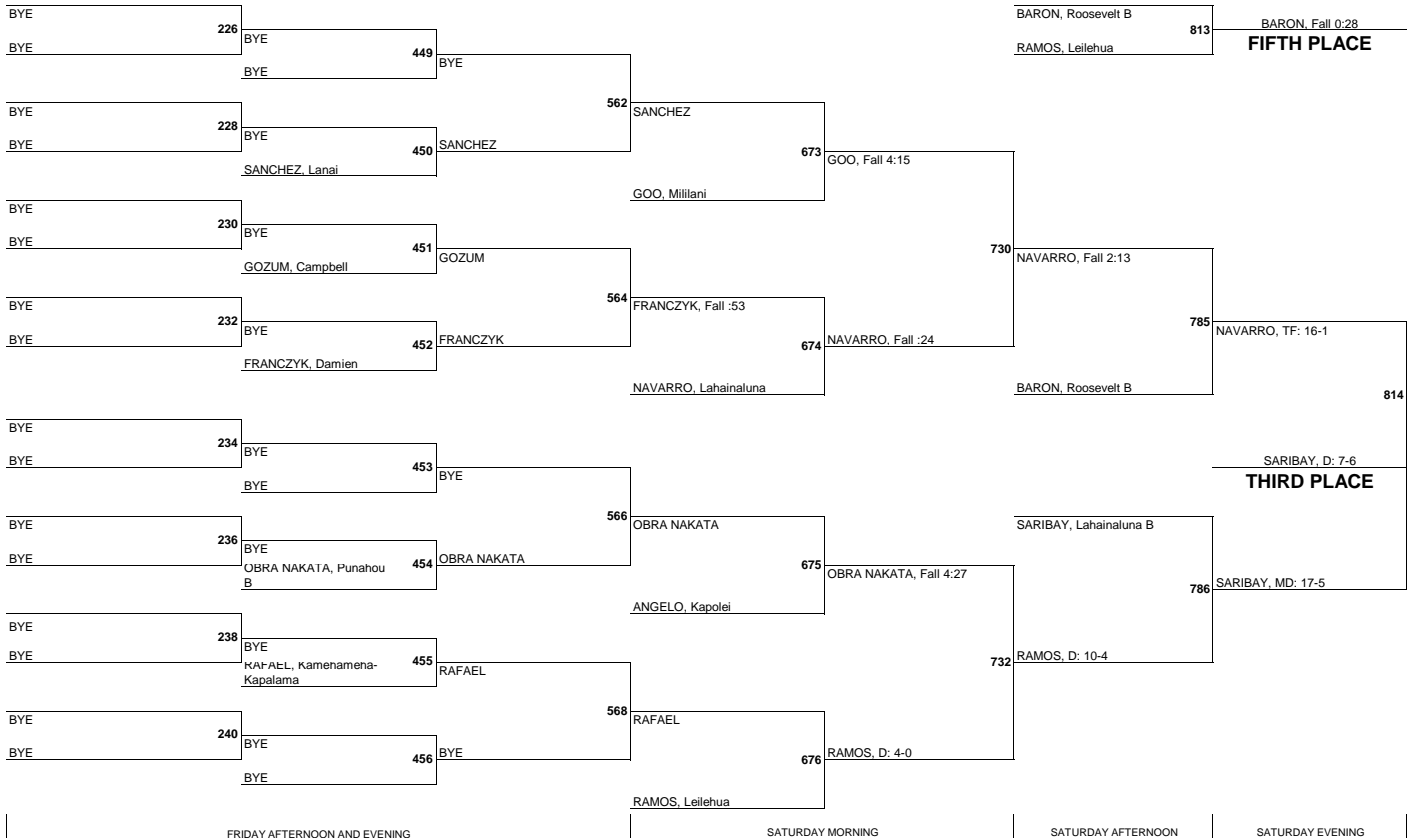 BYE
226
BYE
BYE
449
BYE
BYE
BYE
228
BYE
BYE
450
SANCHEZ
SANCHEZ, Lanai
562
SANCHEZ
673
GOO, Fall 4:15
GOO, Mililani
BYE
230
BYE
BYE
451
GOZUM
GOZUM, Campbell
564
FRANCZYK, Fall :53
BYE
232
BYE
BYE
452
FRANCZYK
FRANCZYK, Damien
674
NAVARRO, Fall :24
NAVARRO, Lahainaluna
730
NAVARRO, Fall 2:13
785
NAVARRO, TF: 16-1
BARON, Roosevelt B
BARON, Roosevelt B
813
RAMOS, Leilehua
BARON, Fall 0:28
FIFTH PLACE
BYE
234
BYE
BYE
453
BYE
BYE
BYE
236
BYE
BYE
454
OBRA NAKATA
OBRA NAKATA, Punahou
B
566
OBRA NAKATA
675
OBRA NAKATA, Fall 4:27
ANGELO, Kapolei
BYE
238
BYE
BYE
455
RAFAEL
RAFAEL, Kamehameha-
Kapalama
568
RAFAEL
BYE
240
BYE
BYE
456
BYE
BYE
676
RAMOS, D: 4-0
RAMOS, Leilehua
732
RAMOS, D: 10-4
SARIBAY, Lahainaluna B
786
SARIBAY, MD: 17-5
814
SARIBAY, D: 7-6
THIRD PLACE
FRIDAY AFTERNOON AND EVENING
SATURDAY MORNING
SATURDAY AFTERNOON
SATURDAY EVENING